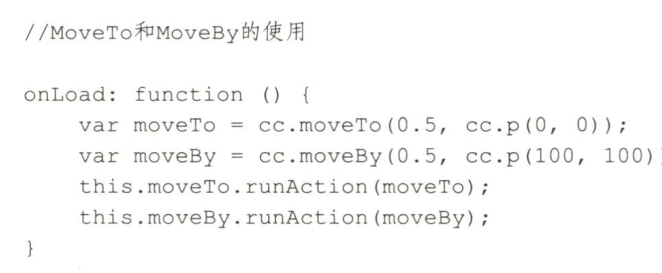 //MoveTo和MoveBy的使用
onLoad: function () {
var moveTo = cc.moveTo(0.5, cc.p(0, 0));
var moveBy = cc.moveBy(0.5, cc.p(100, 100)
this.moveTo.runAction(moveTo);
this.moveBy.runAction(moveBy);
}